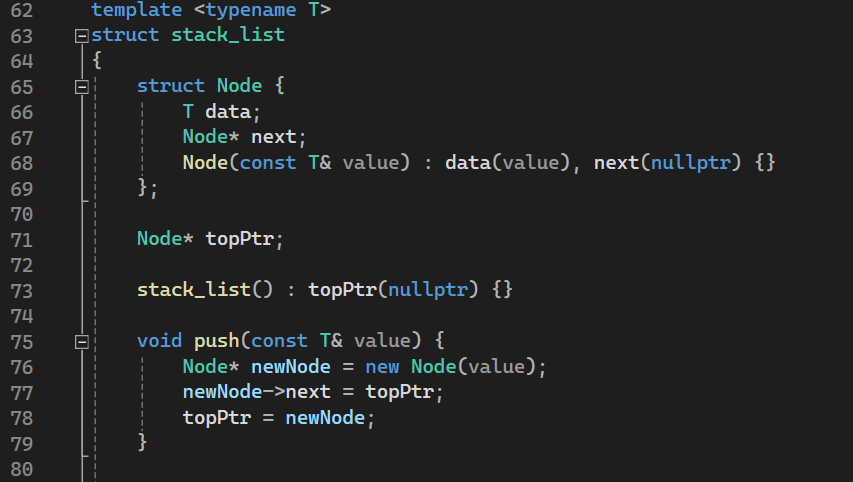 62 template <typename T>
63 struct stack_list
64 {
65     struct Node {
66         T data;
67         Node* next;
68         Node(const T& value) : data(value), next(nullptr) {}
69     };
70
71     Node* topPtr;
72
73     stack_list() : topPtr(nullptr) {}
74
75     void push(const T& value) {
76         Node* newNode = new Node(value);
77         newNode->next = topPtr;
78         topPtr = newNode;
79     }
80